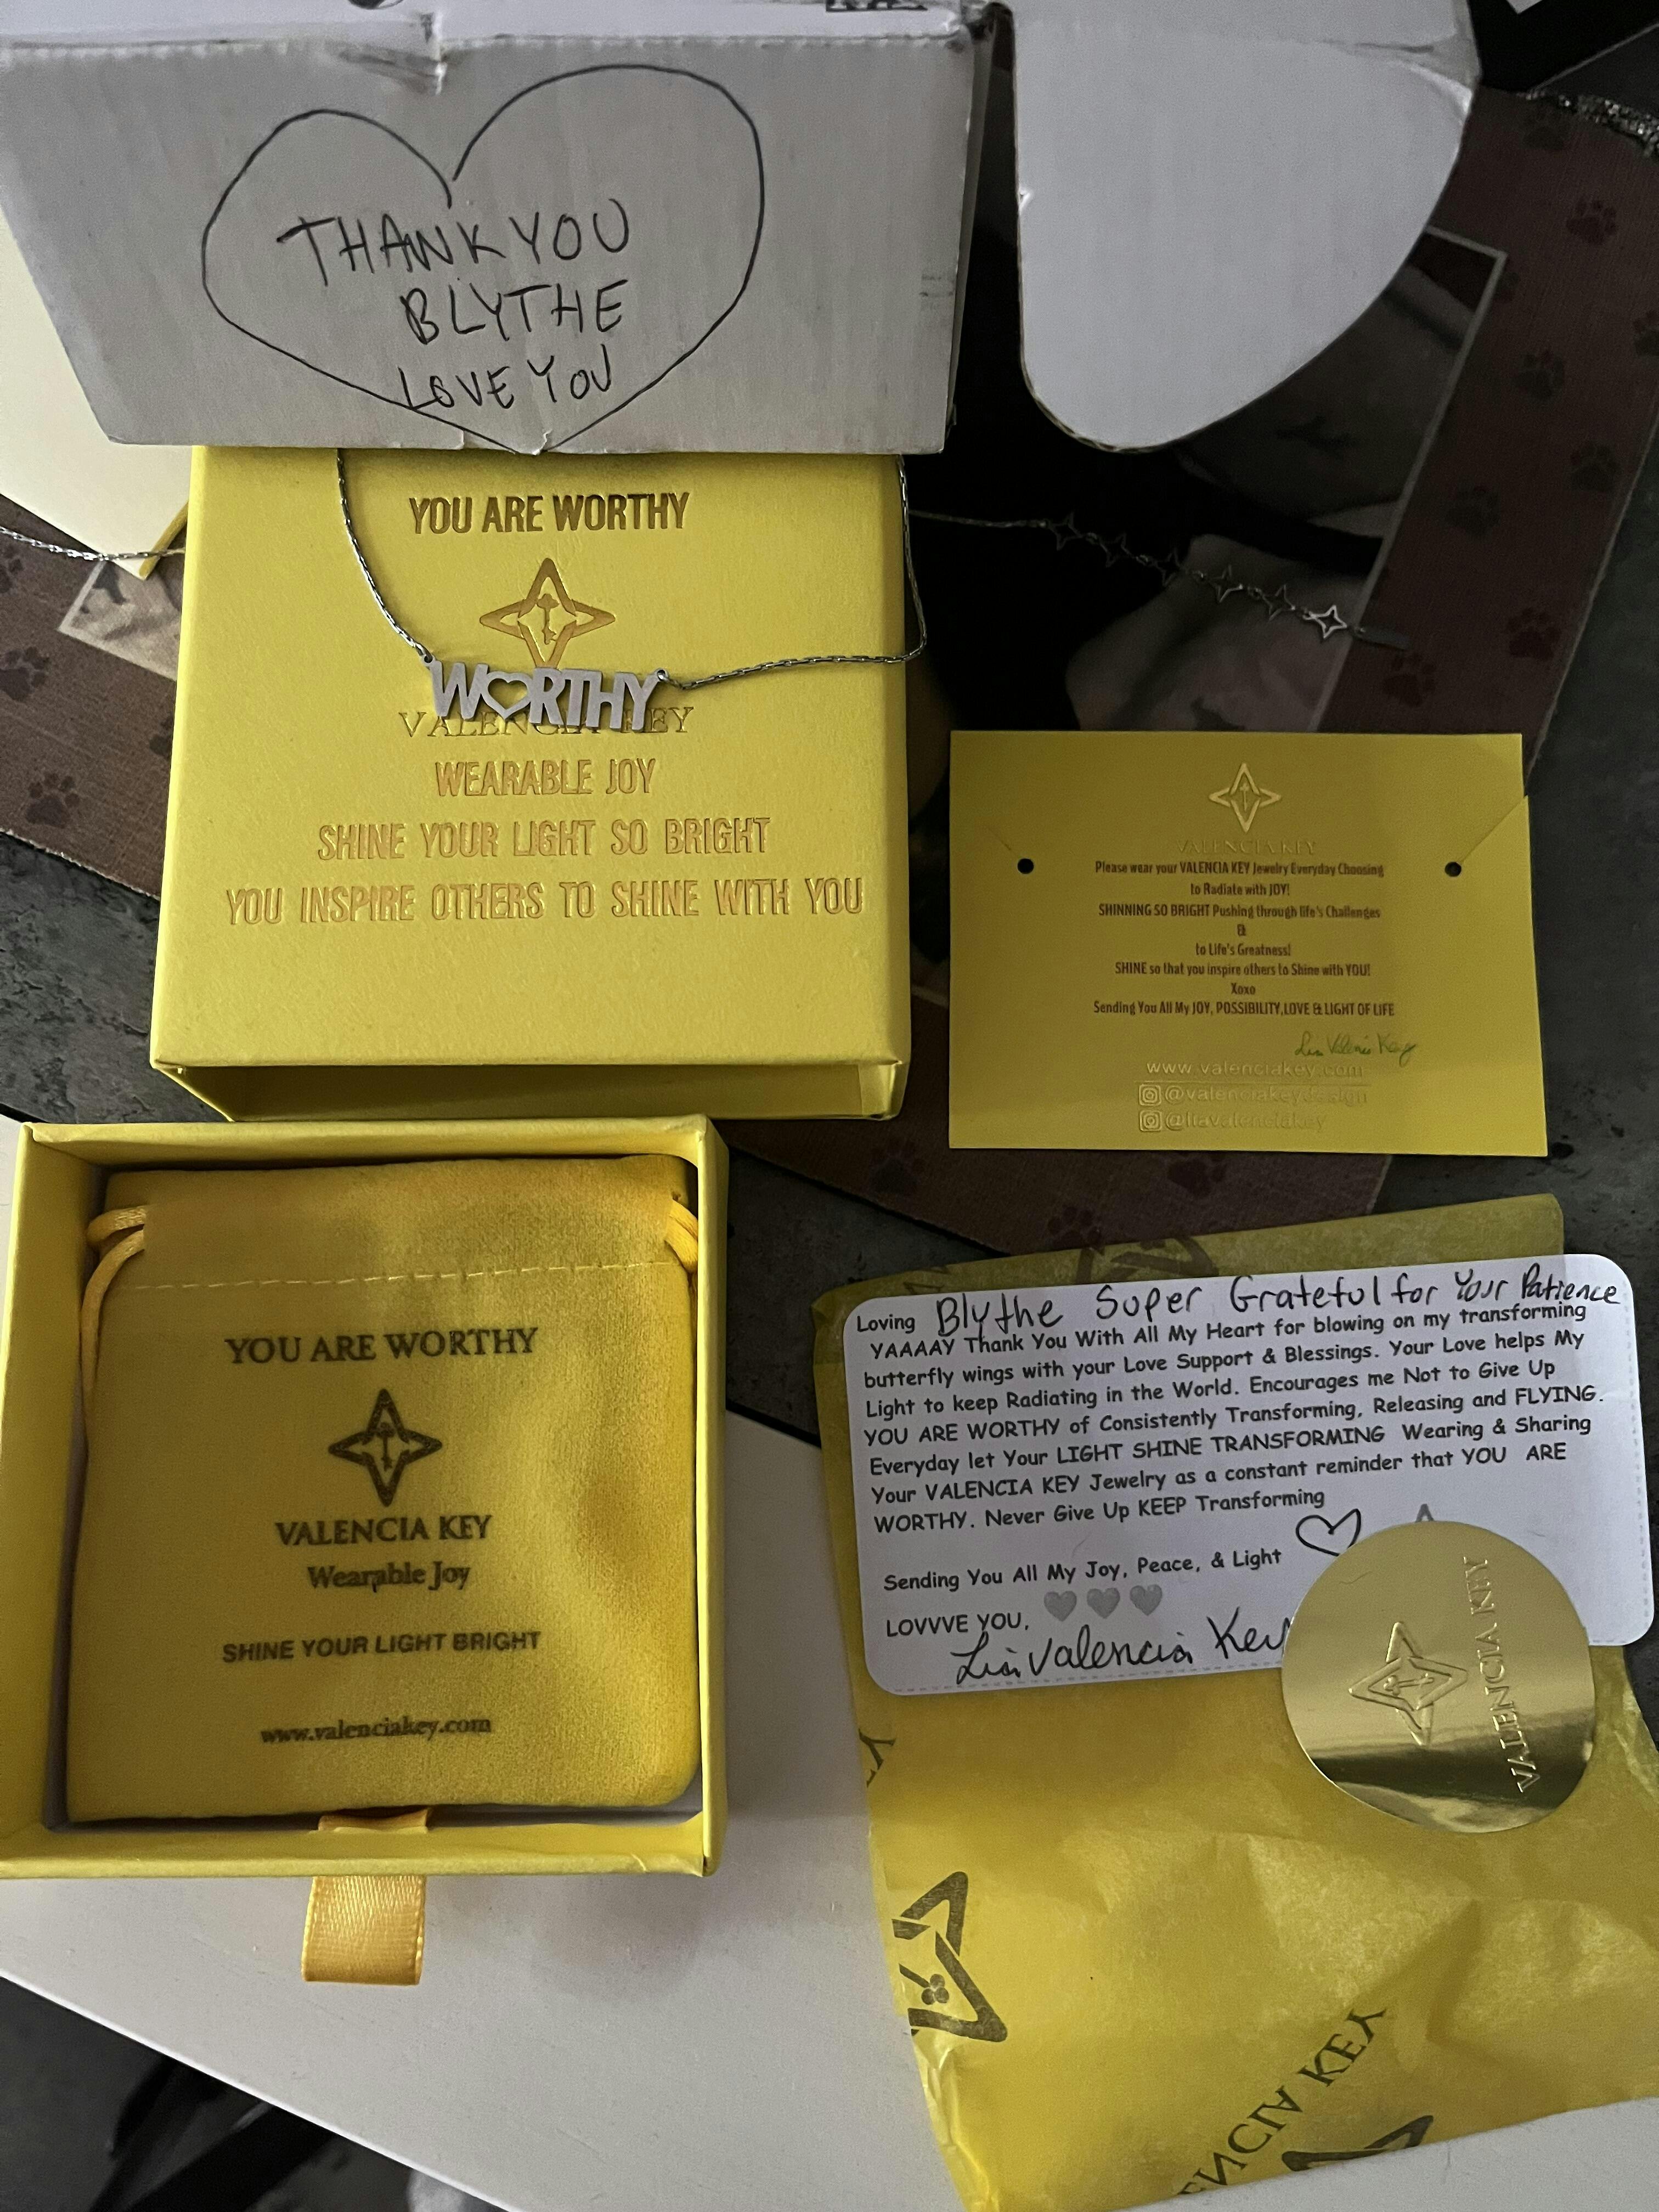 THANK YOU
BLYTHE
LOVE YOU
YOU ARE WORTHY
WORTHY
VALENCIA KEY
WEARABLE JOY
SHINE YOUR LIGHT SO BRIGHT
YOU INSPIRE OTHERS TO SHINE WITH YOU
VALENCIA KEY
Please wear your VALENCIA KEY Jewelry Everyday Choosing
to Radiate with JOY!
SHINNING SO BRIGHT Pushing through life's Challenges
&
to Life's Greatness!
SHINE so that you inspire others to Shine with YOU!
Xoxo
Sending You All My JOY, POSSIBILITY,LOVE & LIGHT OF LIFE
Lia Valencia Key
www.valenciakey.com
@valenciakeydesign
@liavalenciakey
YOU ARE WORTHY
VALENCIA KEY
Wearable Joy
SHINE YOUR LIGHT BRIGHT
www.valenciakey.com
Loving Blythe Super Grateful for Your Patience
YAAAAY Thank You With All My Heart for blowing on my transforming
butterfly wings with your Love Support & Blessings. Your Love helps My
Light to keep Radiating in the World. Encourages me Not to Give Up
YOU ARE WORTHY of Consistently Transforming, Releasing and FLYING.
Everyday let Your LIGHT SHINE TRANSFORMING Wearing & Sharing
Your VALENCIA KEY Jewelry as a constant reminder that YOU ARE
WORTHY. Never Give Up KEEP Transforming
Sending You All My Joy, Peace, & Light
LOVVVE YOU,
Lia Valencia Key
VALENCIA KEY
ENCIA KEY